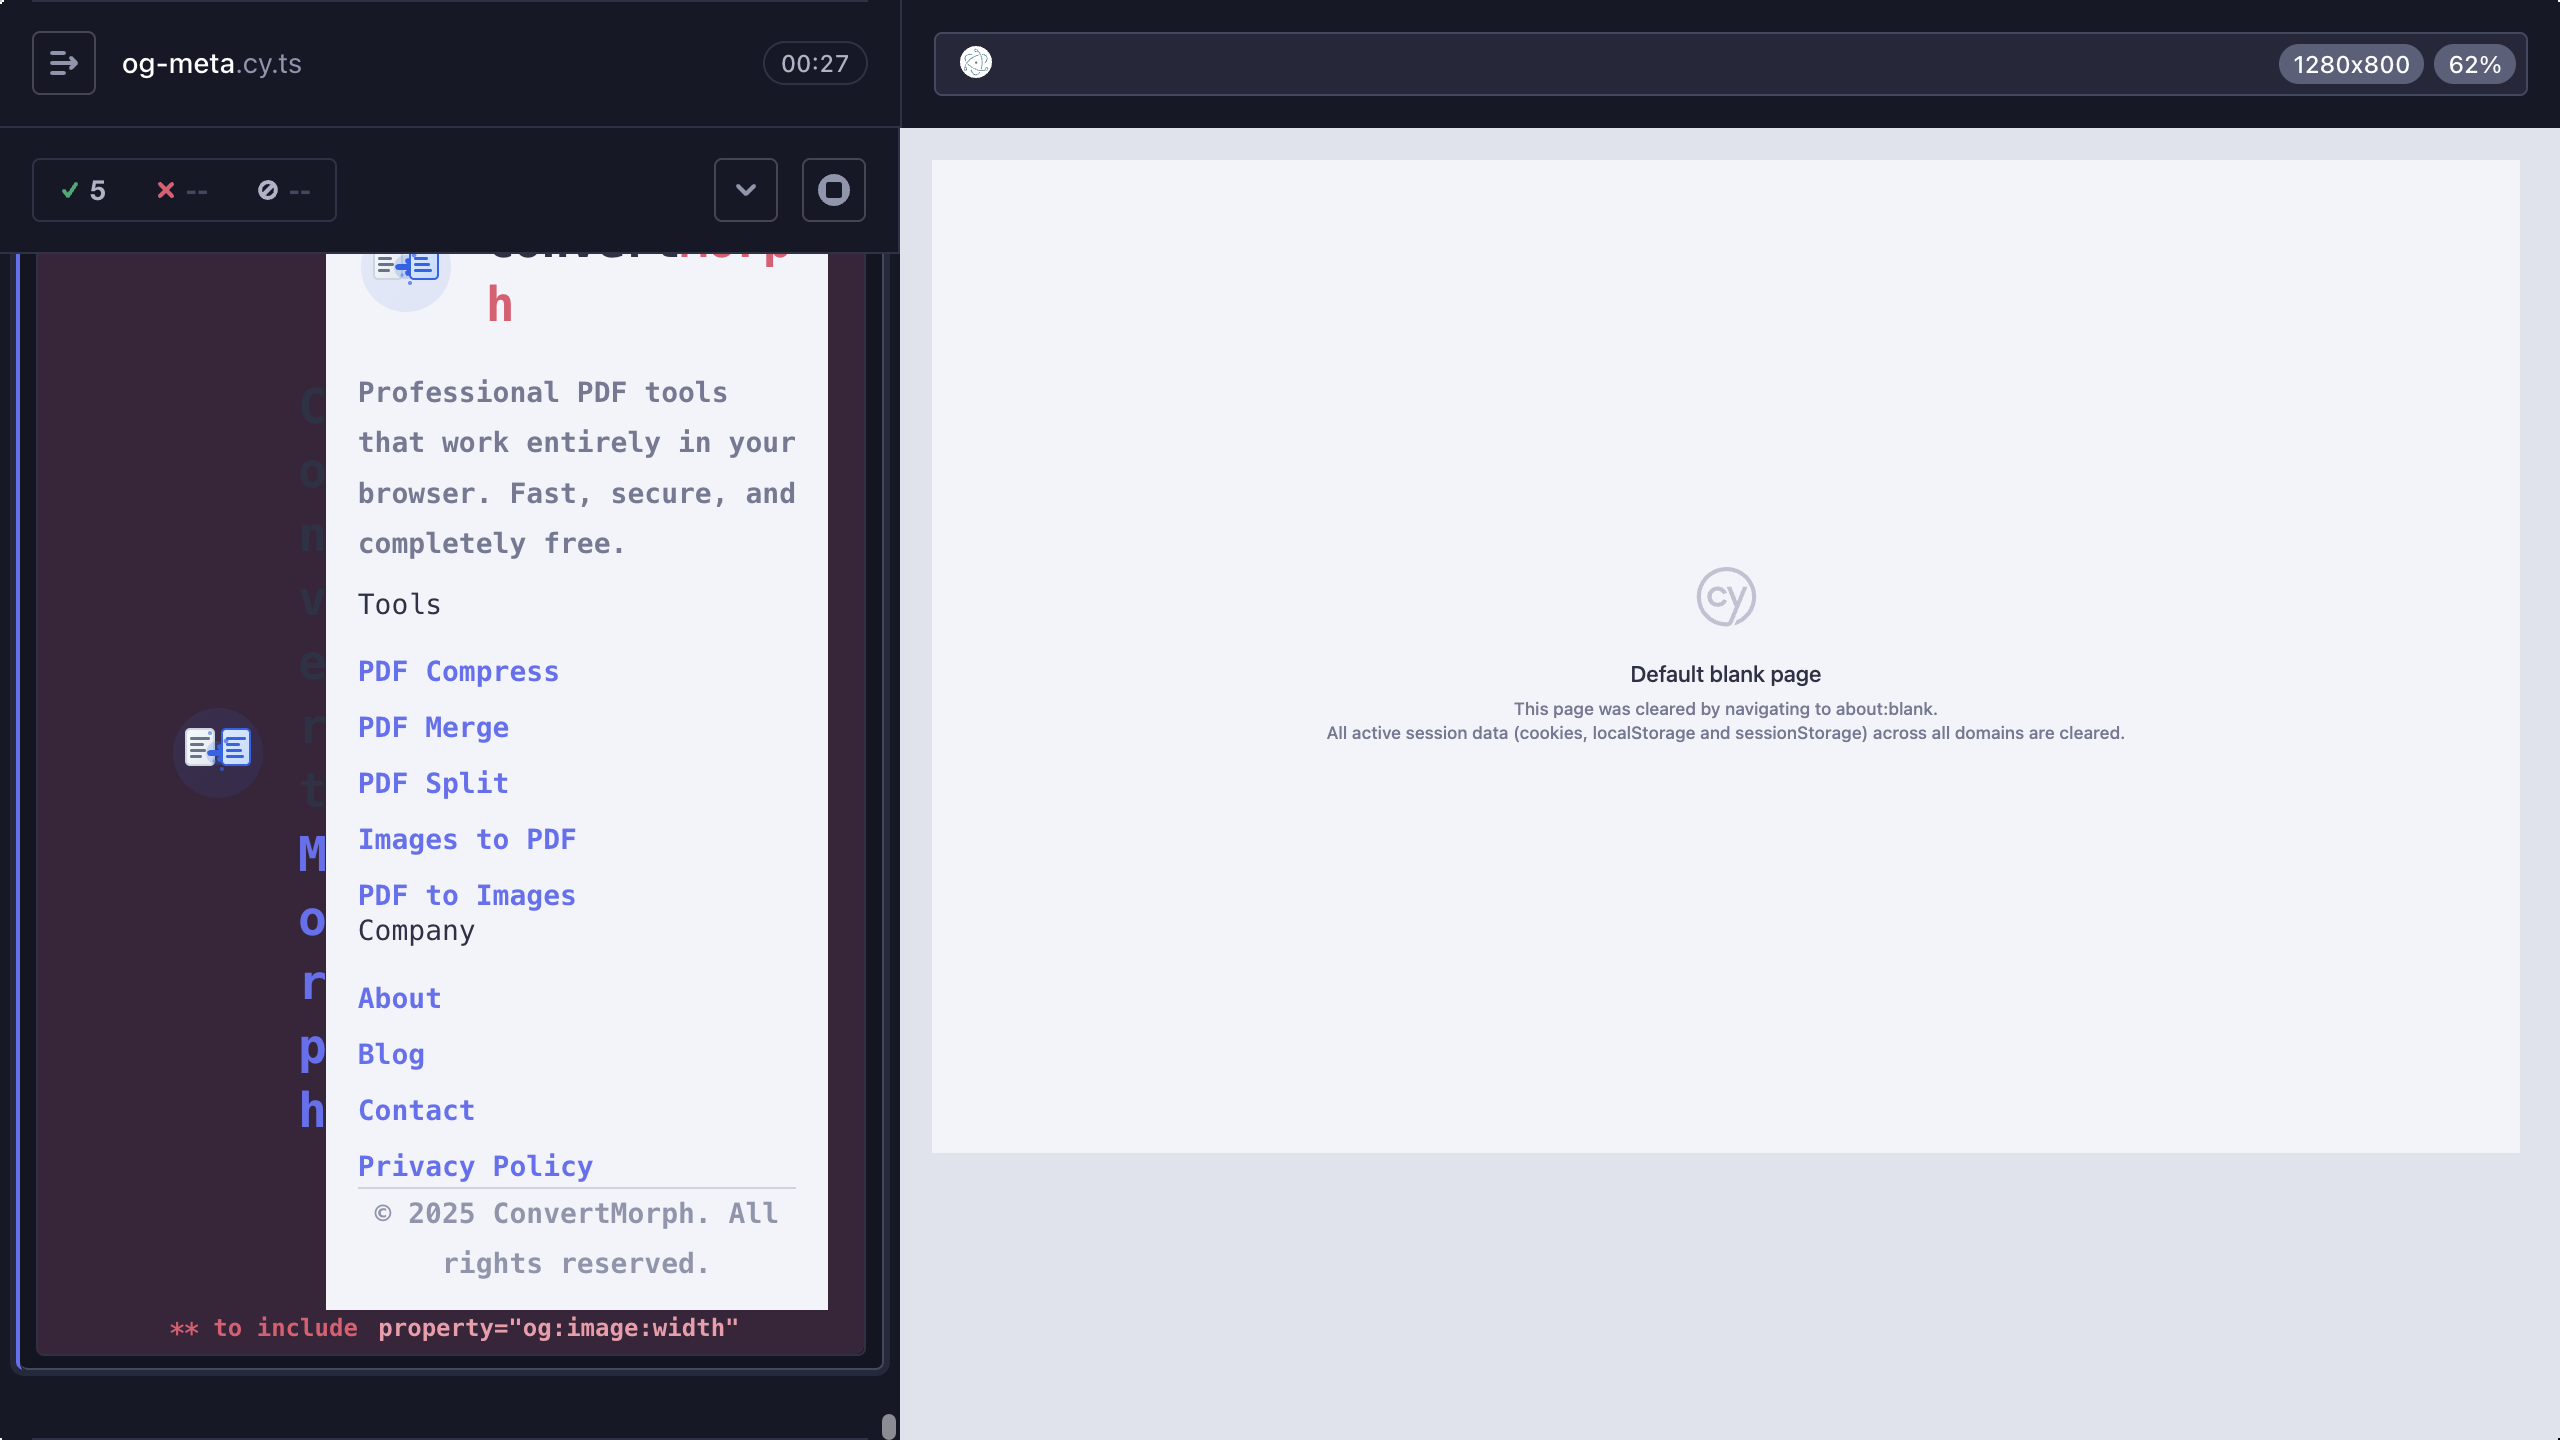 og-meta.cy.ts
00:27
1280x800
62%
5
--
--
ConvertMorp
h
Professional PDF tools
that work entirely in your
browser. Fast, secure, and
completely free.
Tools
PDF Compress
PDF Merge
PDF Split
Images to PDF
PDF to Images
Company
About
Blog
Contact
Privacy Policy
© 2025 ConvertMorph. All
rights reserved.
C
o
n
v
e
r
t
M
o
r
p
h
** to include property="og:image:width"
cy
Default blank page
This page was cleared by navigating to about:blank.
All active session data (cookies, localStorage and sessionStorage) across all domains are cleared.